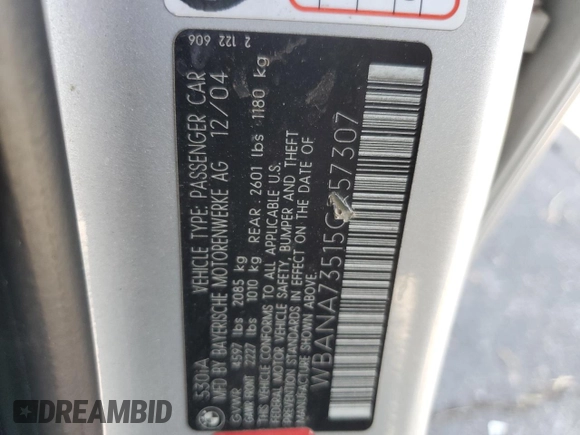 530iA VEHICLE TYPE: PASSENGER CAR
MFD BY BAYERISCHE MOTORENWERKE AG 12/04
GVWR 4597 lbs 2085 kg
GAWR FRONT 2227 lbs 1010 kg REAR 2601 lbs 1180 kg
THIS VEHICLE CONFORMS TO ALL APPLICABLE U.S.
FEDERAL MOTOR VEHICLE SAFETY, BUMPER AND THEFT
PREVENTION STANDARDS IN EFFECT ON THE DATE OF
MANUFACTURE SHOWN ABOVE.
2 122 606
DREAMBID